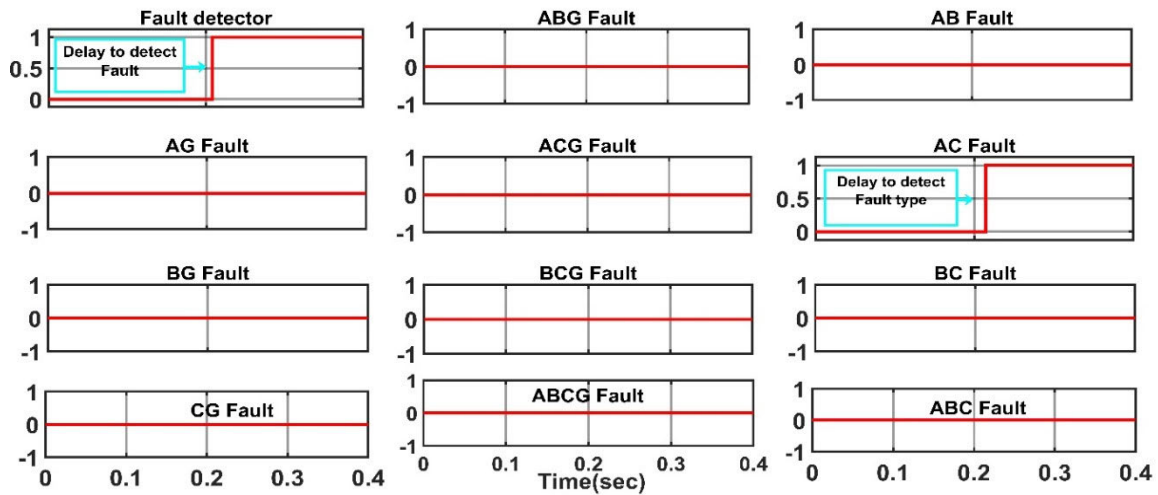 Fault detector
1
0.5
0
Delay to detect
Fault
ABG Fault
1
0
-1
AB Fault
1
0
-1
AG Fault
1
0
-1
ACG Fault
1
0
-1
AC Fault
1
0.5
0
Delay to detect
Fault type
BG Fault
1
0
-1
BCG Fault
1
0
-1
BC Fault
1
0
-1
CG Fault
1
0
-1
0 0.1 0.2 0.3 0.4
ABCG Fault
1
0
-1
0 0.1 0.2 0.3 0.4
ABC Fault
1
0
-1
0 0.1 0.2 0.3 0.4
Time(sec)